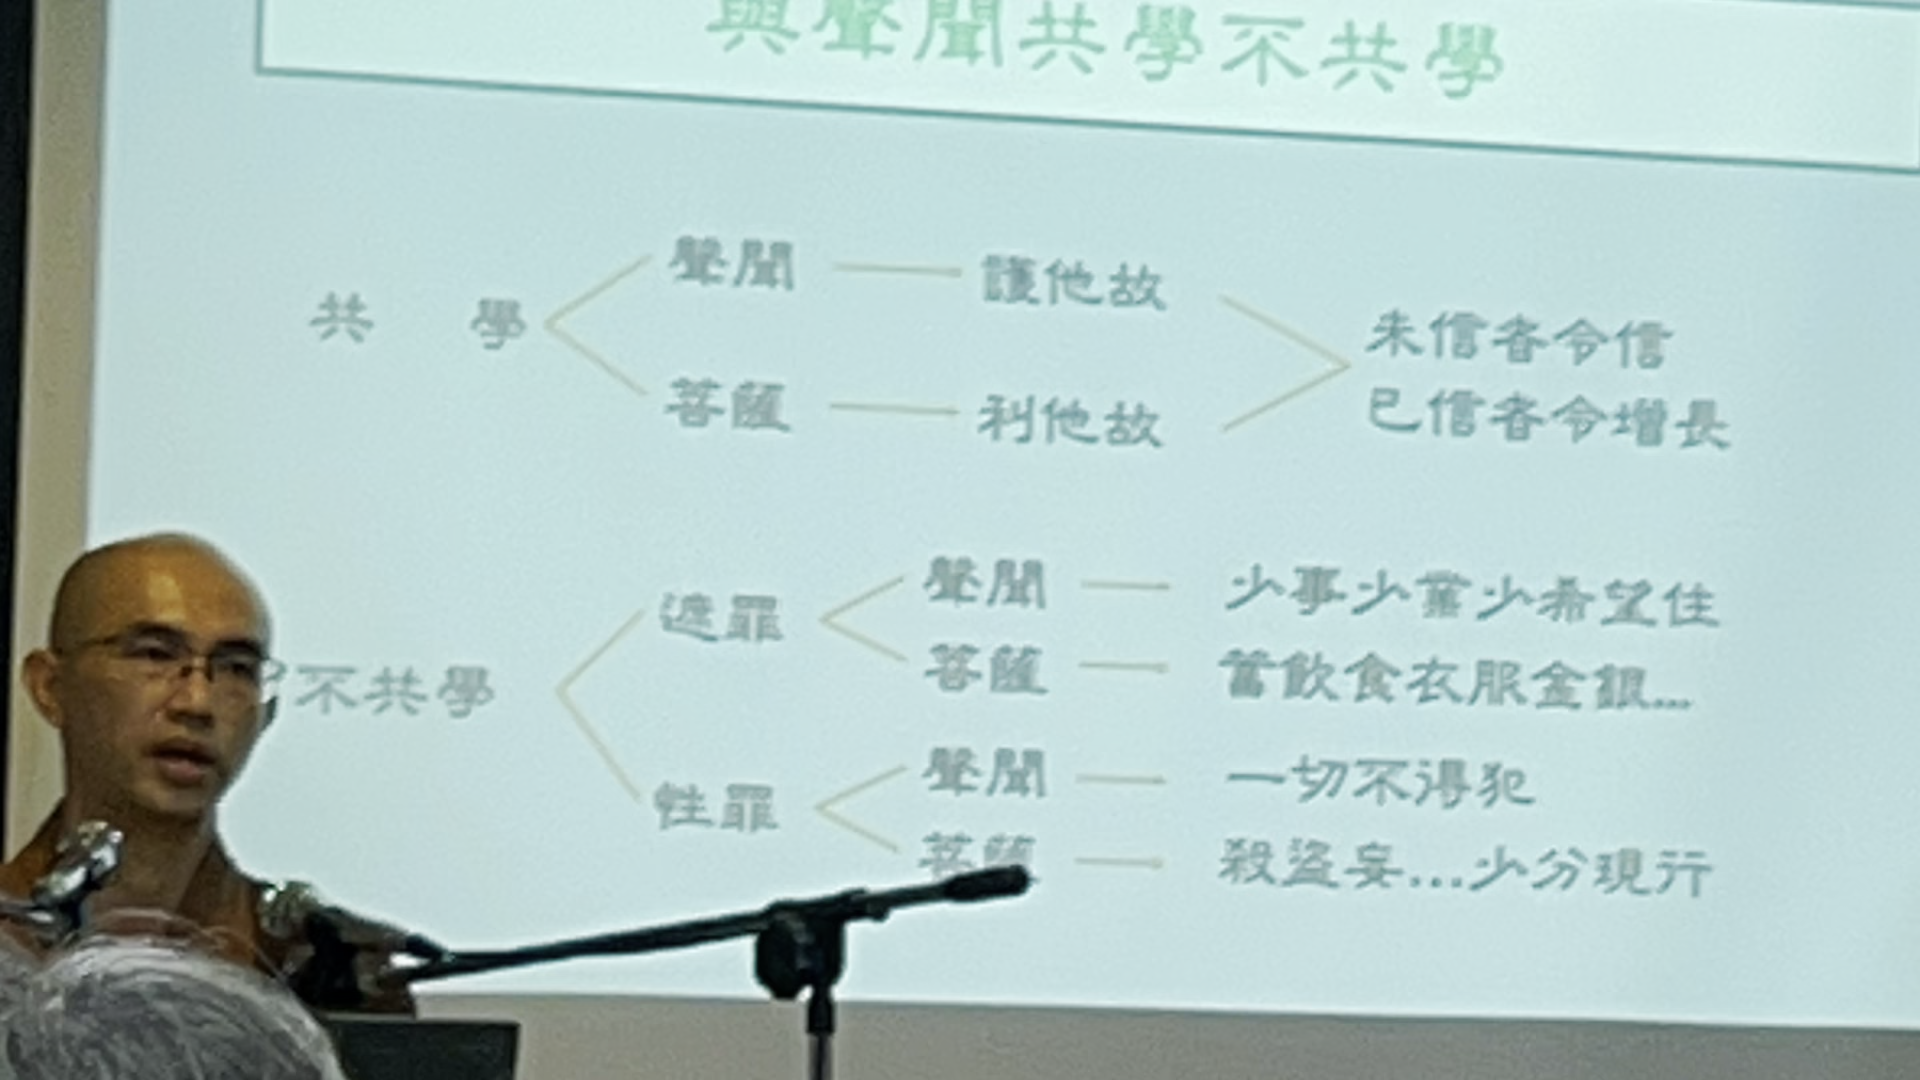 與聲聞共學不共學
共 學
聲聞 護他故
菩薩 利他故
未信者令信
已信者令增長
不共學
遮罪
聲聞 少事少業少希望住
菩薩 蓄飲食衣服金銀...
性罪
聲聞 一切不得犯
菩薩 殺盜妄...少分現行